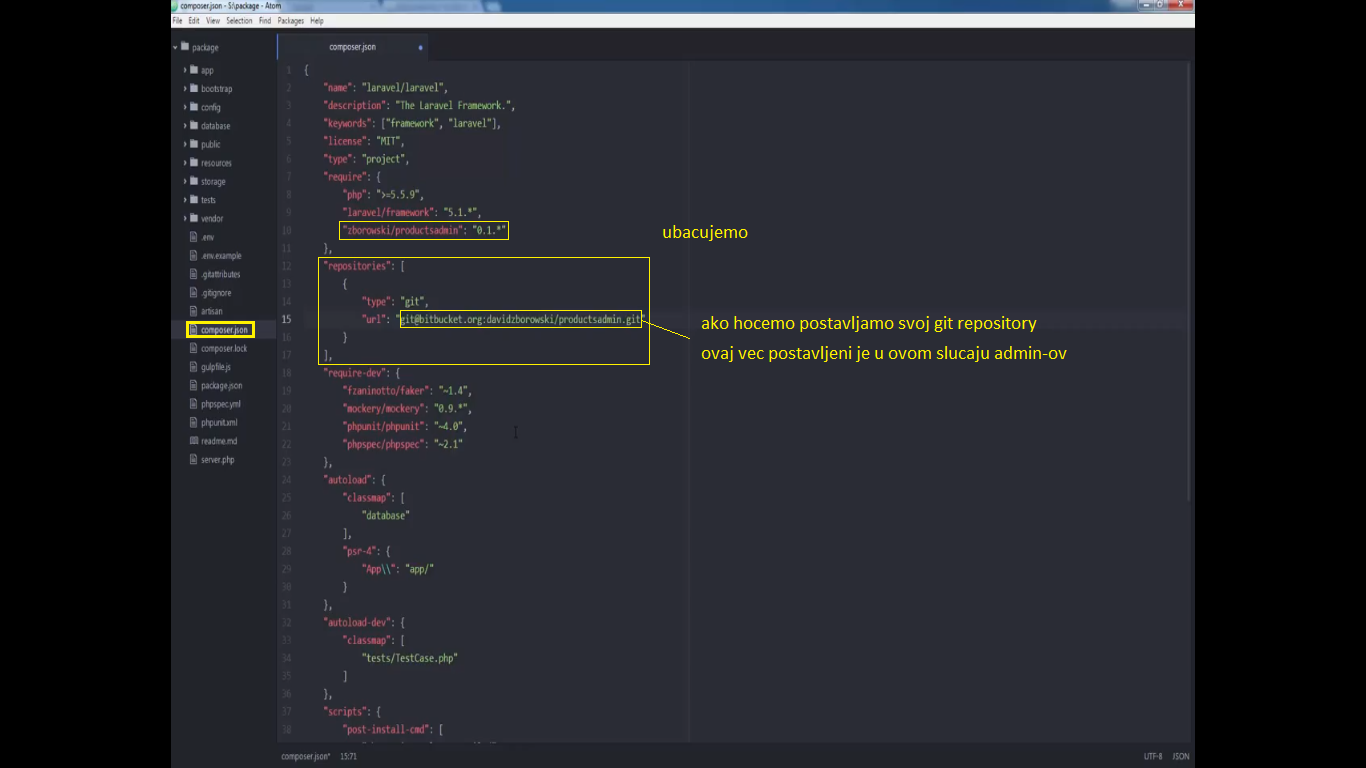 composer.json - S:\package - Atom
File Edit View Selection Find Packages Help
package
app
bootstrap
config
database
public
resources
storage
tests
vendor
.env
.env.example
.gitattributes
.gitignore
artisan
composer.json
composer.lock
gulpfile.js
package.json
phpspec.yml
phpunit.xml
readme.md
server.php
composer.json
1 {
2 "name": "laravel/laravel",
3 "description": "The Laravel Framework.",
4 "keywords": ["framework", "laravel"],
5 "license": "MIT",
6 "type": "project",
7 "require": {
8 "php": ">=5.5.9",
9 "laravel/framework": "5.1.*",
10 "zborowski/productsadmin": "0.1.*"
11 },
12 "repositories": [
13 {
14 "type": "git",
15 "url": "git@bitbucket.org:davidzborowski/productsadmin.git"
16 }
17 ],
18 "require-dev": {
19 "fzaninotto/faker": "~1.4",
20 "mockery/mockery": "0.9.*",
21 "phpunit/phpunit": "~4.0",
22 "phpspec/phpspec": "~2.1"
23 },
24 "autoload": {
25 "classmap": [
26 "database"
27 ],
28 "psr-4": {
29 "App\\": "app/"
30 }
31 },
32 "autoload-dev": {
33 "classmap": [
34 "tests/TestCase.php"
35 ]
36 },
37 "scripts": {
38 "post-install-cmd": [
ubacujemo
ako hocemo postavljamo svoj git repository
ovaj vec postavljeni je u ovom slucaju admin-ov
composer.json* 15:71
UTF-8 JSON